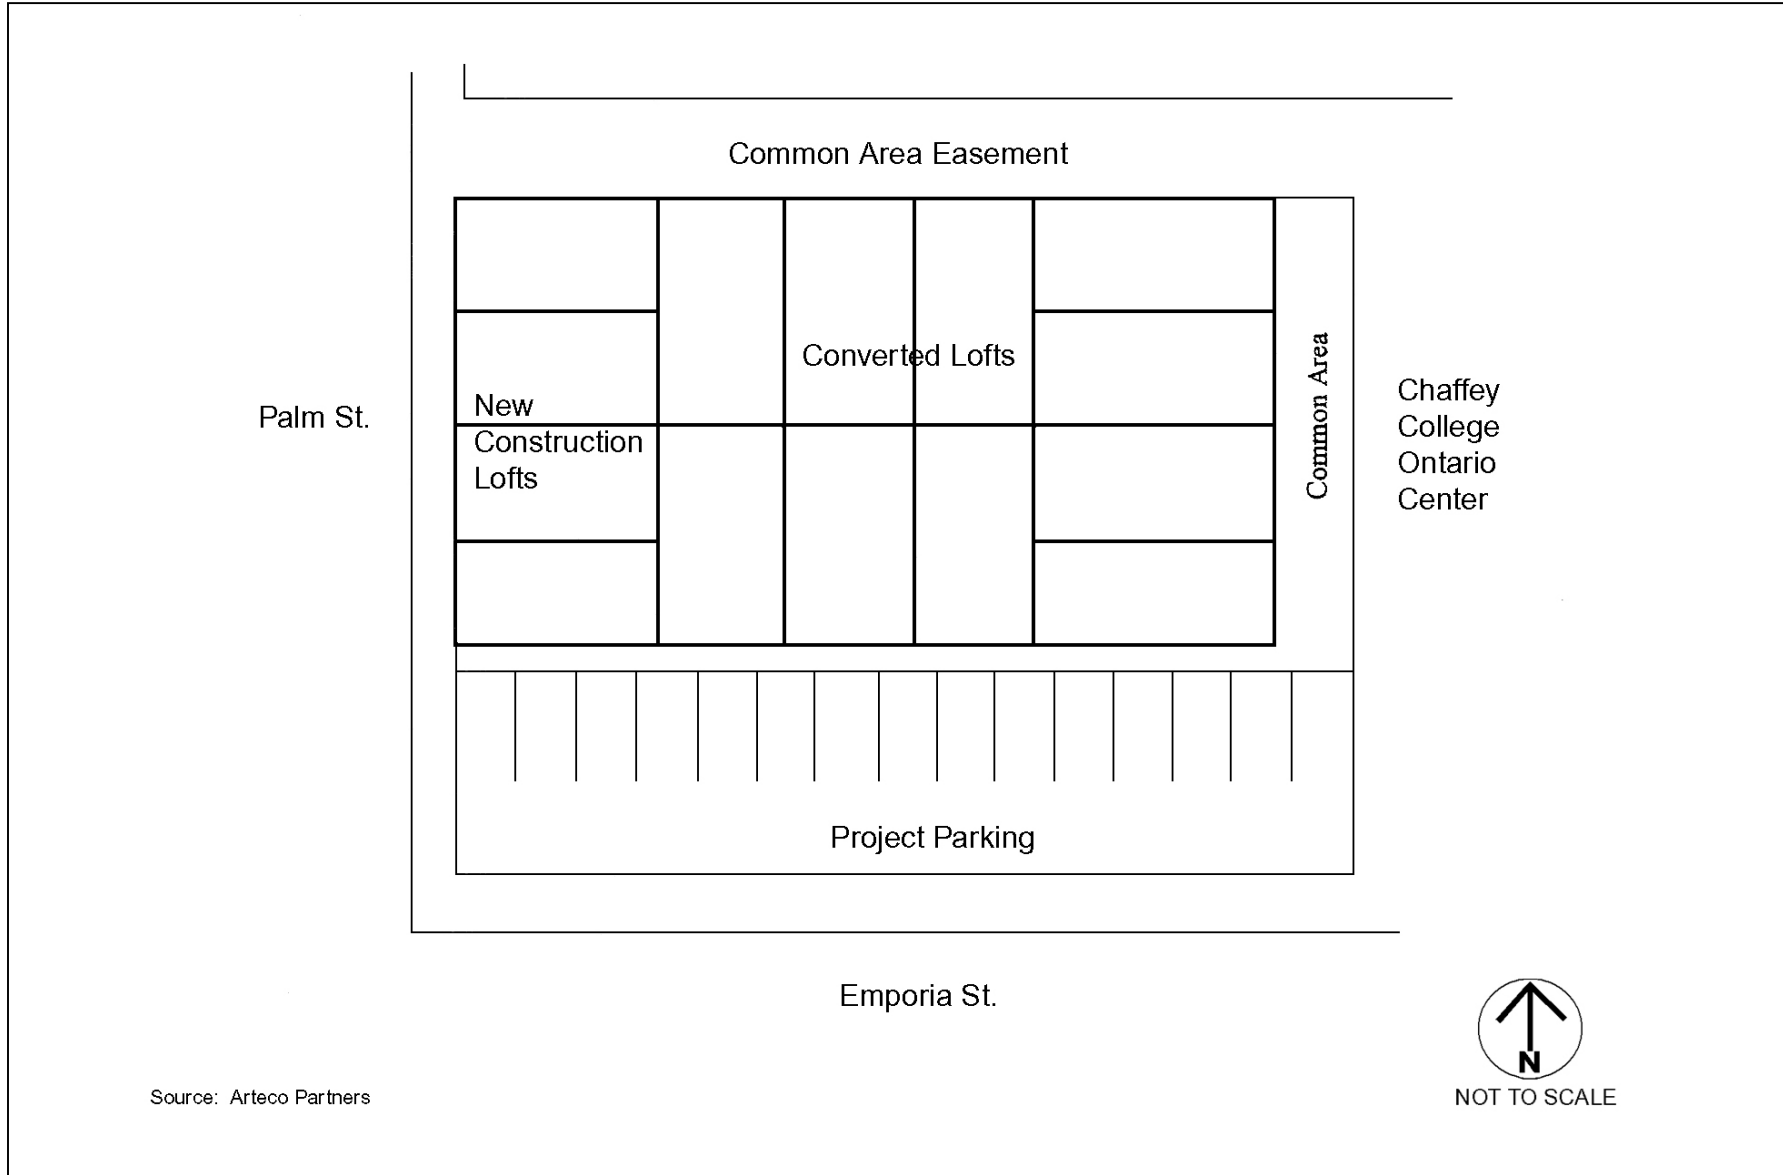 Common Area Easement
Converted Lofts
New
Construction
Lofts
Palm St.
Common Area
Chaffey
College
Ontario
Center
Project Parking
Emporia St.
N
NOT TO SCALE
Source: Arteco Partners